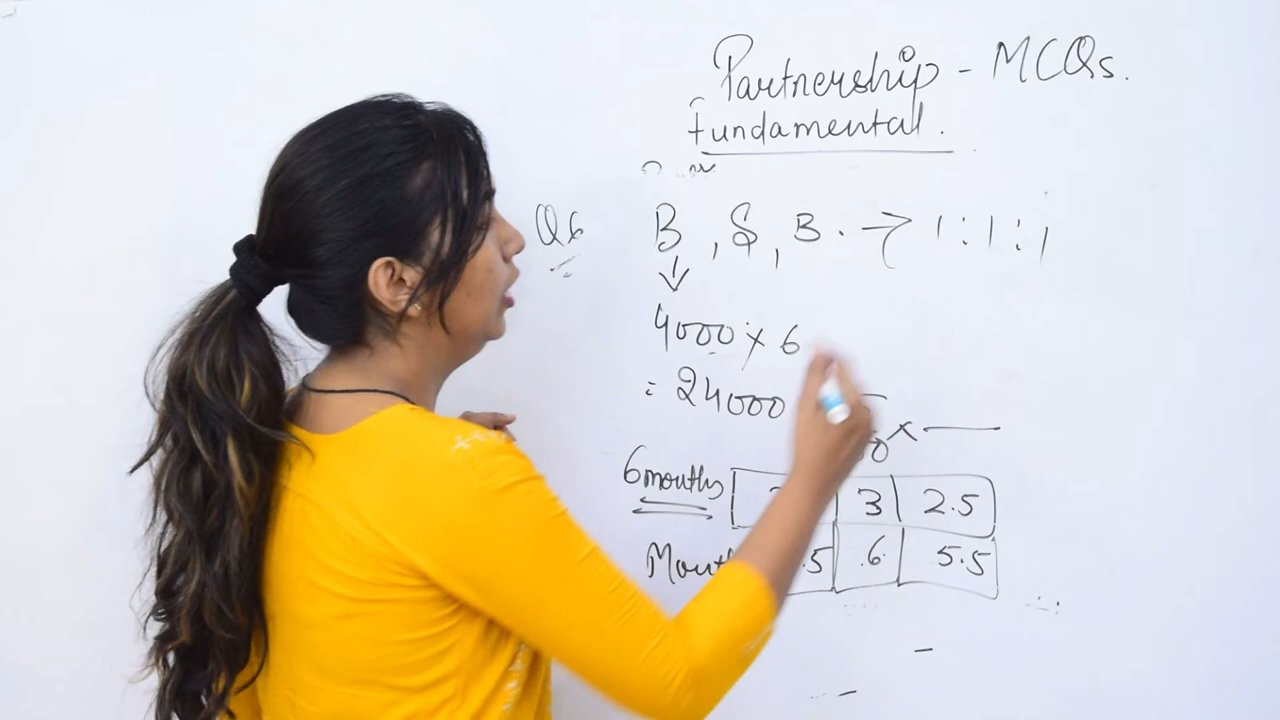 Partnership - MCQs.
fundamental.
Q6 B, S, B. → 1:1:1
↓
4000 × 6
= 24000
× —
6 months 3 2.5
.5 6 5.5